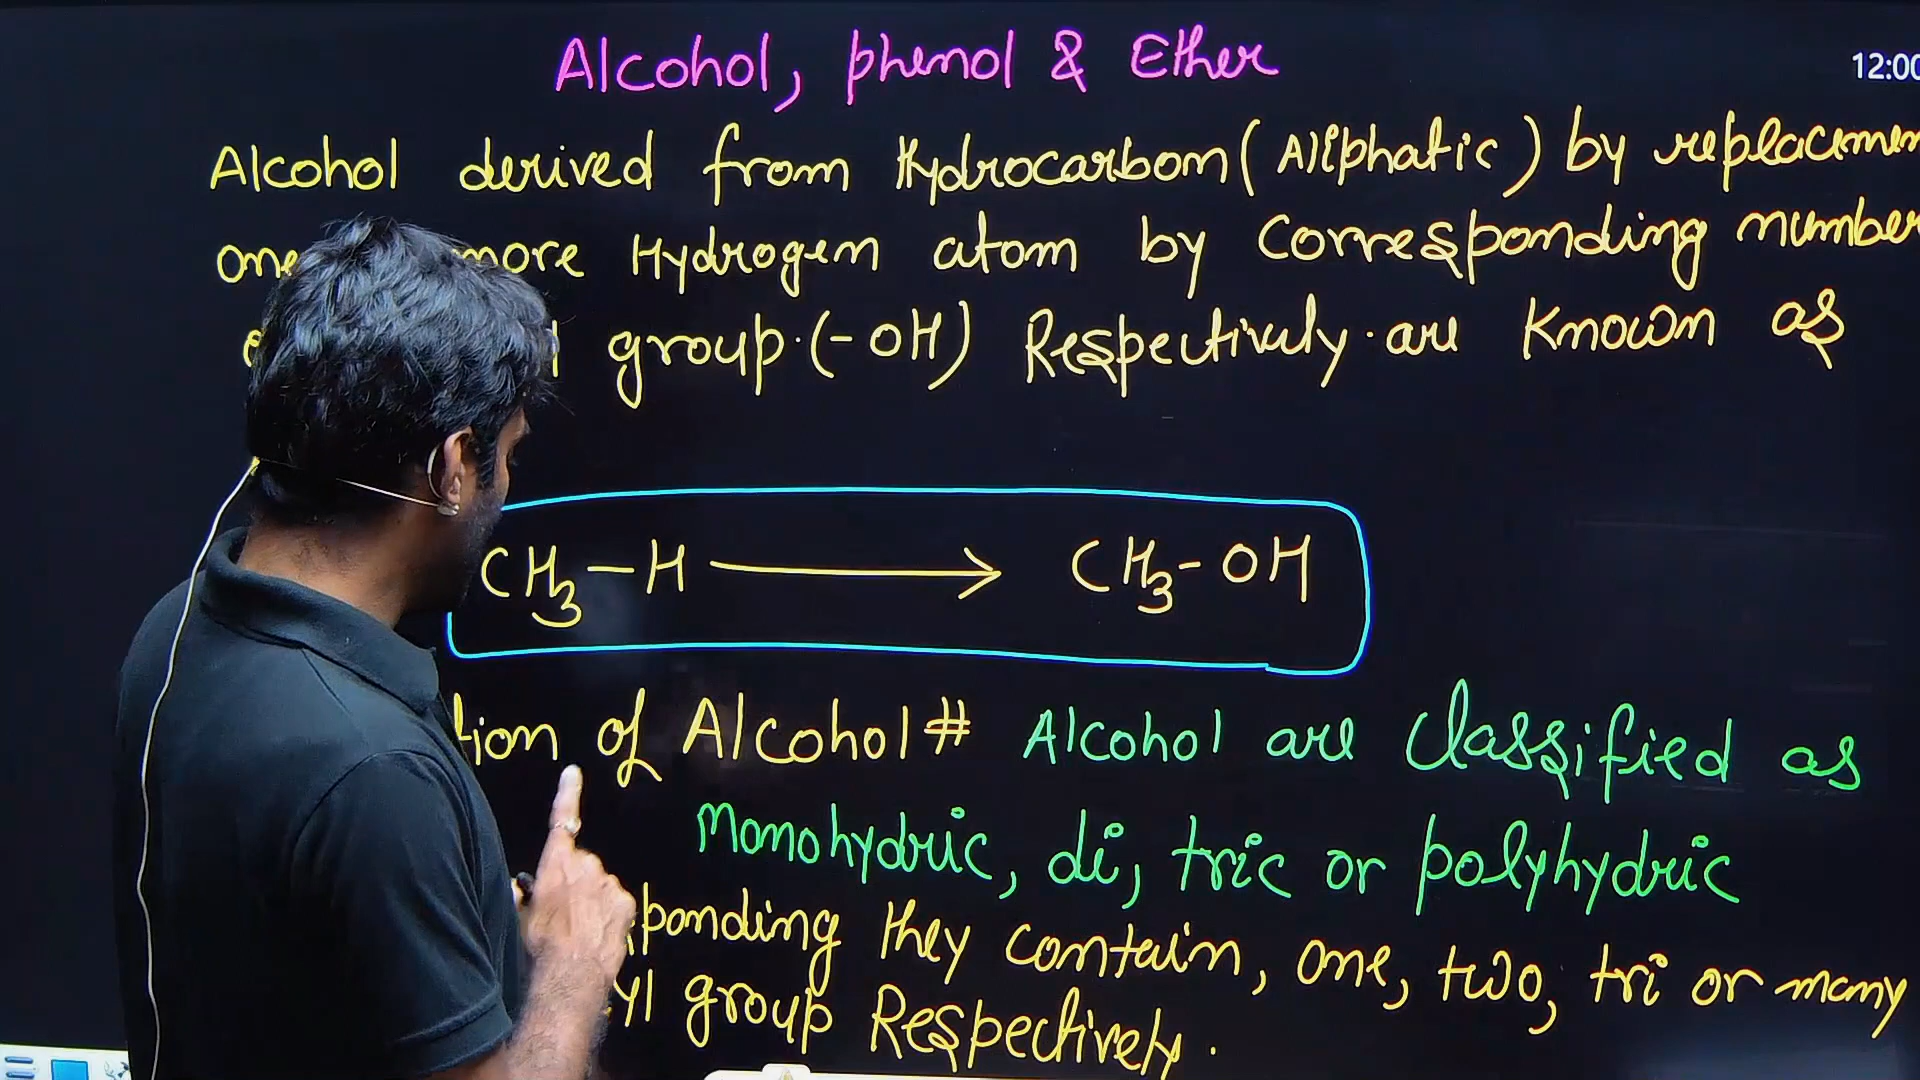 Alcohol, phenol & Ether
12:00
Alcohol derived from Hydrocarbon (Aliphatic) by replacemen
one more Hydrogen atom by Corresponding number
group. (-OH) Respectively. are Known as
CH3-H → CH3-OH
tion of Alcohol # Alcohol are Classified as
Monohydric, di, tric or polyhydric
ponding they contain, one, two, tri or many
yl group Respectively.